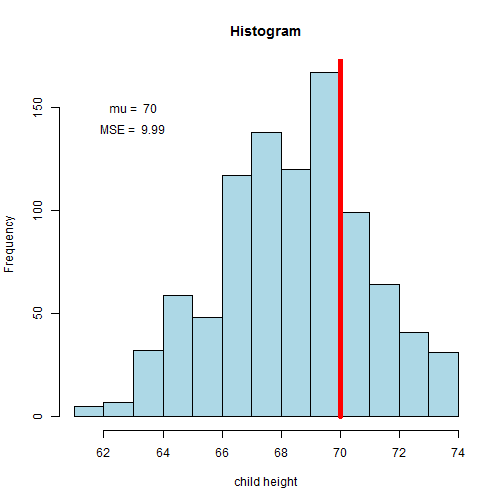 Histogram
mu = 70
MSE = 9.99
Frequency
150
100
50
0
62 64 66 68 70 72 74
child height